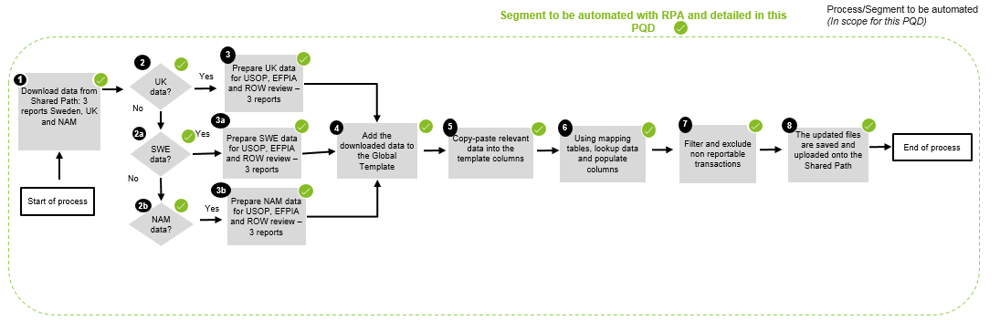 Segment to be automated with RPA and detailed in this
PQD
Process/Segment to be automated
(In scope for this PQD)
1
Download data from
Shared Path: 3
reports Sweden, UK
and NAM
Start of process
2
UK
data?
Yes
No
3
Prepare UK data
for USOP, EFPIA
and ROW review –
3 reports
2a
SWE
data?
Yes
No
3a
Prepare SWE data
for USOP, EFPIA
and ROW review –
3 reports
2b
NAM
data?
Yes
3b
Prepare NAM data
for USOP, EFPIA
and ROW review –
3 reports
4
Add the
downloaded data to
the Global
Template
5
Copy-paste relevant
data into the
template columns
6
Using mapping
tables, lookup data
and populate
columns
7
Filter and exclude
non reportable
transactions
8
The updated files
are saved and
uploaded onto the
Shared Path
End of process